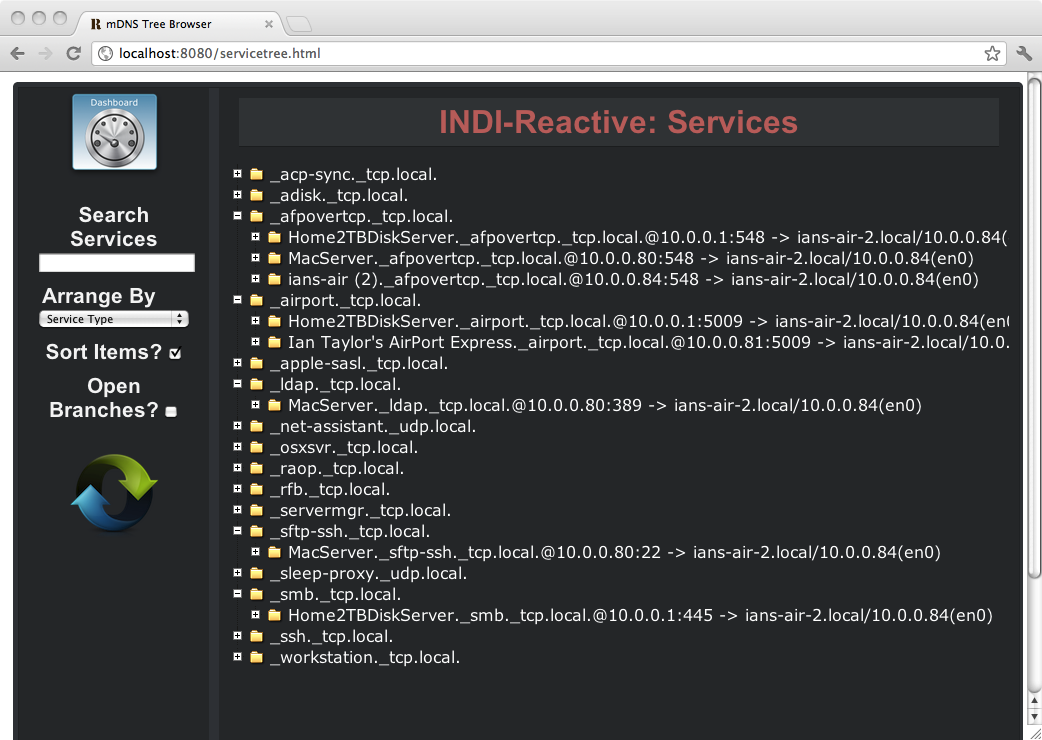 R mDNS Tree Browser
localhost:8080/servicetree.html
Dashboard
Search
Services
Arrange By
Service Type
Sort Items?
Open
Branches?
INDI-Reactive: Services
_acp-sync._tcp.local.
_adisk._tcp.local.
_afpovertcp._tcp.local.
Home2TBDiskServer._afpovertcp._tcp.local.@10.0.0.1:548 -> ians-air-2.local/10.0.0.84(
MacServer._afpovertcp._tcp.local.@10.0.0.80:548 -> ians-air-2.local/10.0.0.84(en0)
ians-air (2)._afpovertcp._tcp.local.@10.0.0.84:548 -> ians-air-2.local/10.0.0.84(en0)
_airport._tcp.local.
Home2TBDiskServer._airport._tcp.local.@10.0.0.1:5009 -> ians-air-2.local/10.0.0.84(en
Ian Taylor's AirPort Express._airport._tcp.local.@10.0.0.81:5009 -> ians-air-2.local/10.0.
_apple-sasl._tcp.local.
_ldap._tcp.local.
MacServer._ldap._tcp.local.@10.0.0.80:389 -> ians-air-2.local/10.0.0.84(en0)
_net-assistant._udp.local.
_osxsvr._tcp.local.
_raop._tcp.local.
_rfb._tcp.local.
_servermgr._tcp.local.
_sftp-ssh._tcp.local.
MacServer._sftp-ssh._tcp.local.@10.0.0.80:22 -> ians-air-2.local/10.0.0.84(en0)
_sleep-proxy._udp.local.
_smb._tcp.local.
Home2TBDiskServer._smb._tcp.local.@10.0.0.1:445 -> ians-air-2.local/10.0.0.84(en0)
_ssh._tcp.local.
_workstation._tcp.local.